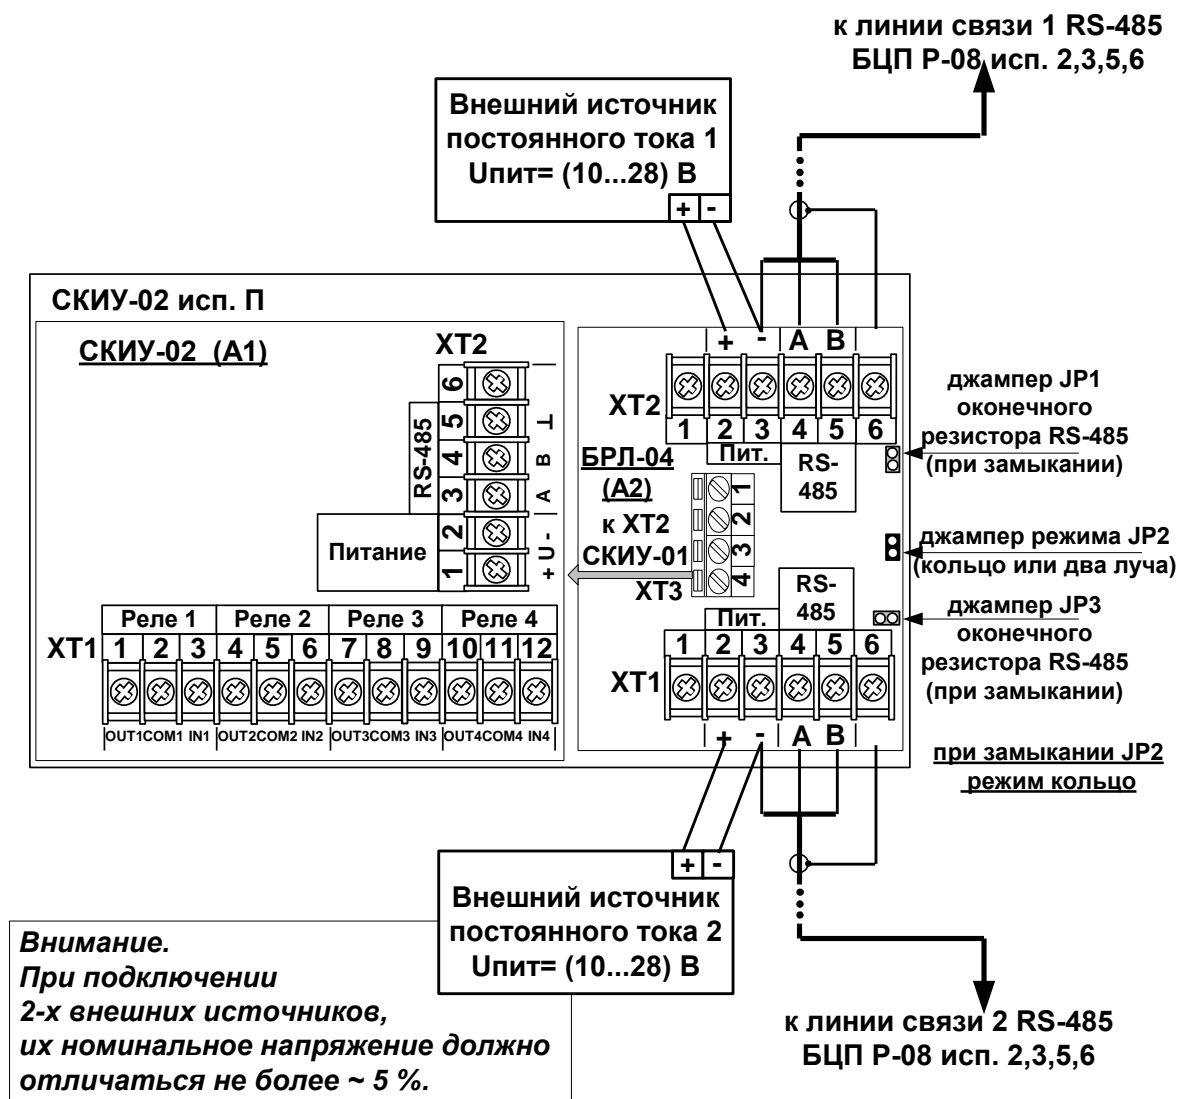 к линии связи 1 RS-485
БЦП Р-08 исп. 2,3,5,6
Внешний источник
постоянного тока 1
Uпит= (10...28) В
+ -
СКИУ-02 исп. П
СКИУ-02 (А1)
XT2
6
5
4
3
2
1
RS-485
Питание
⊥
B
A
+ U -
Реле 1 Реле 2 Реле 3 Реле 4
XT1 1 2 3 4 5 6 7 8 9 10 11 12
OUT1 COM1 IN1 OUT2 COM2 IN2 OUT3 COM3 IN3 OUT4 COM4 IN4
+ - A B
XT2
1 2 3 4 5 6
Пит.
RS-
485
БРЛ-04
(А2)
к ХТ2
СКИУ-01
XT3
1
2
3
4
RS-
485
Пит.
1 2 3 4 5 6
XT1
+ - A B
джампер JP1
оконечного
резистора RS-485
(при замыкании)
джампер режима JP2
(кольцо или два луча)
джампер JP3
оконечного
резистора RS-485
(при замыкании)
при замыкании JP2
режим кольцо
+ -
Внешний источник
постоянного тока 2
Uпит= (10...28) В
Внимание.
При подключении
2-х внешних источников,
их номинальное напряжение должно
отличаться не более ~ 5 %.
к линии связи 2 RS-485
БЦП Р-08 исп. 2,3,5,6